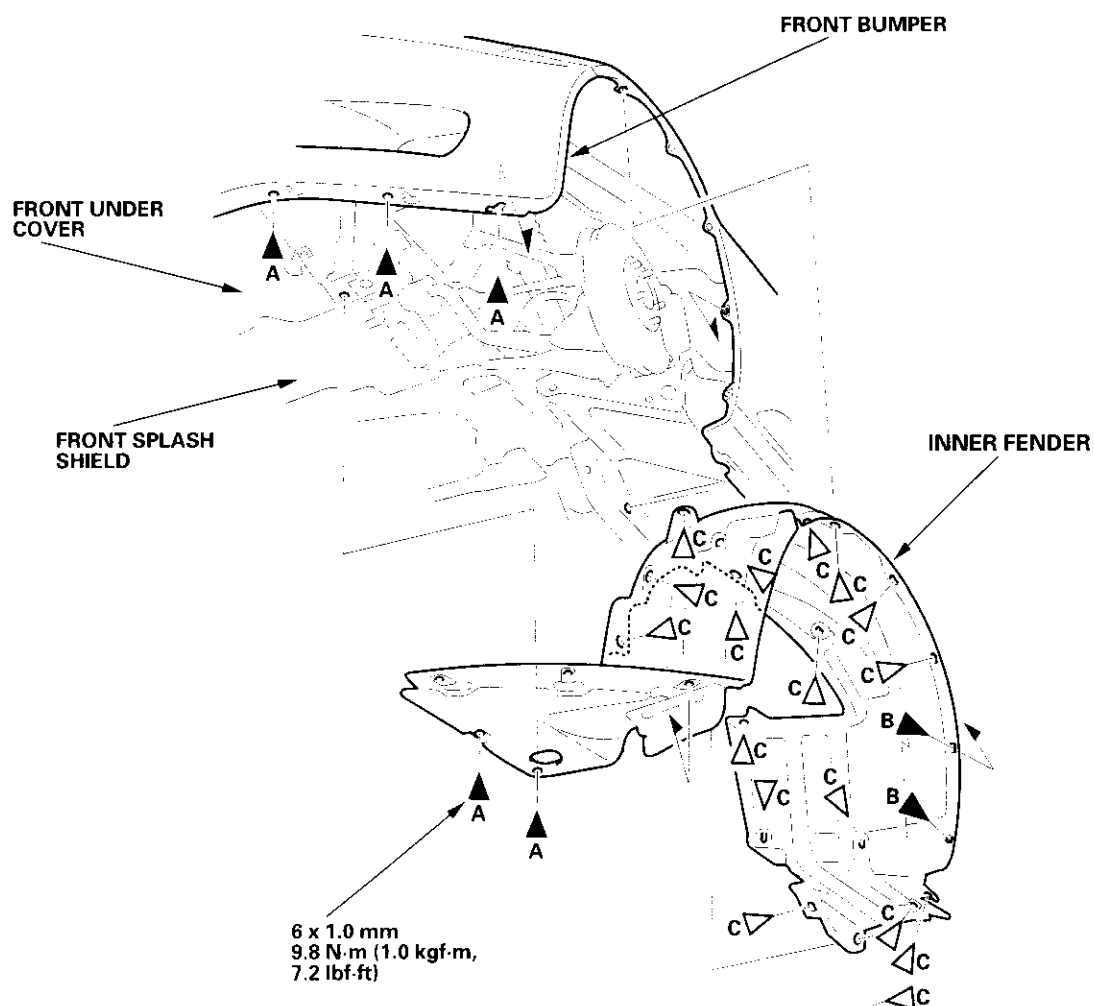 FRONT BUMPER
FRONT UNDER
COVER
A
A
A
FRONT SPLASH
SHIELD
INNER FENDER
C
C
C
C
C
C
C
C
C
C
C
B
C
C
C
B
A
A
6 x 1.0 mm
9.8 N·m (1.0 kgf·m,
7.2 lbf·ft)
C
C
C
C